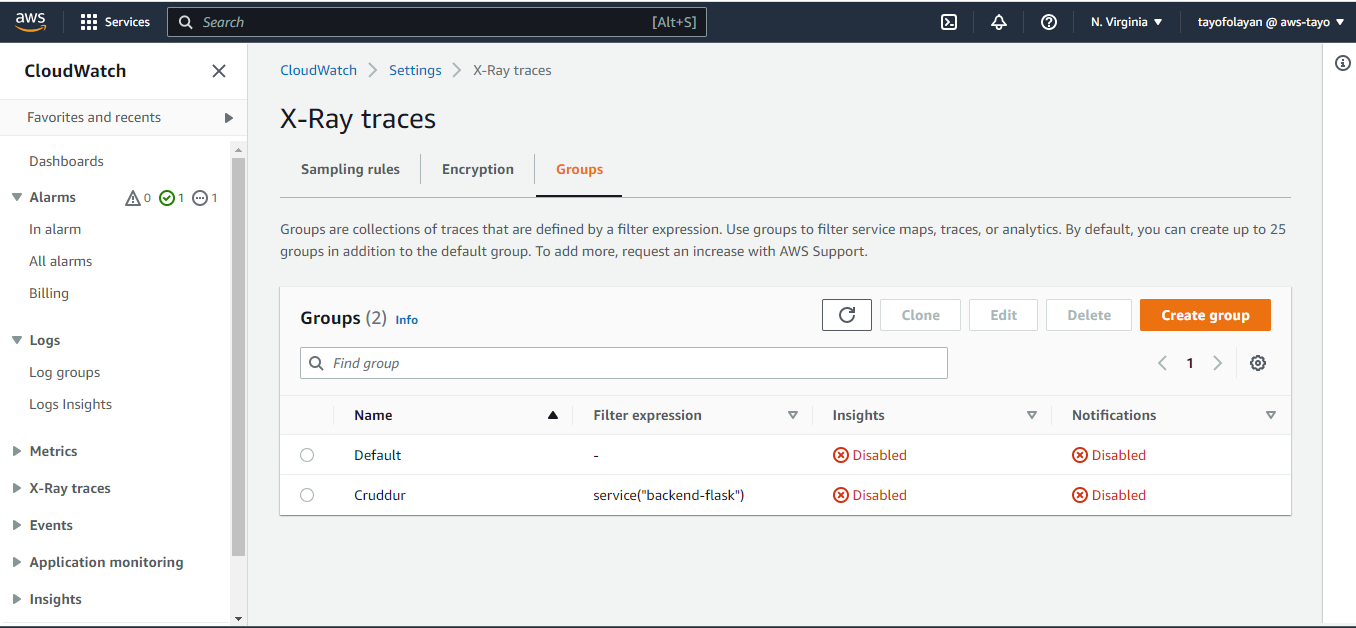 aws
Services
Search
[Alt+S]
N. Virginia
tayofolayan @ aws-tayo
CloudWatch
Favorites and recents
Dashboards
Alarms
0
1
1
In alarm
All alarms
Billing
Logs
Log groups
Logs Insights
Metrics
X-Ray traces
Events
Application monitoring
Insights
CloudWatch
Settings
X-Ray traces
X-Ray traces
Sampling rules
Encryption
Groups
Groups are collections of traces that are defined by a filter expression. Use groups to filter service maps, traces, or analytics. By default, you can create up to 25
groups in addition to the default group. To add more, request an increase with AWS Support.
Groups (2) Info
Clone
Edit
Delete
Create group
Find group
1
Name
Filter expression
Insights
Notifications
Default
-
Disabled
Disabled
Cruddur
service("backend-flask")
Disabled
Disabled